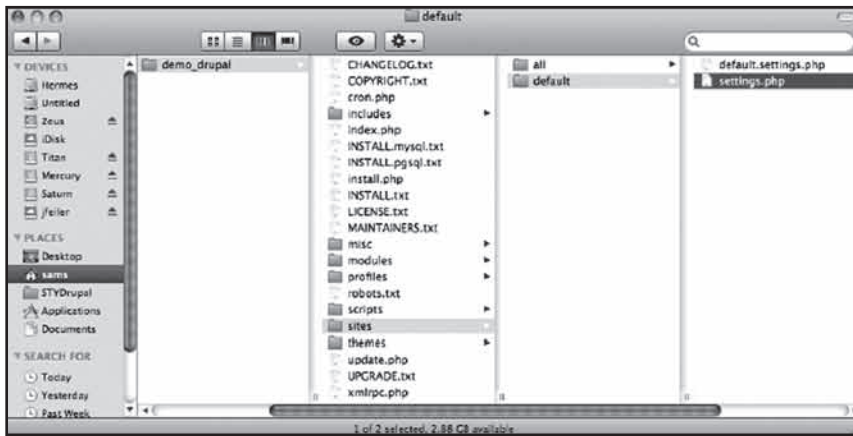 default
DEVICES
Hermes
Untitled
Zeus
iDisk
Titan
Mercury
Saturn
jfeiler
PLACES
Desktop
sams
STYDrupal
Applications
Documents
SEARCH FOR
Today
Yesterday
Past Week
demo_drupal
CHANGELOG.txt
COPYRIGHT.txt
cron.php
includes
index.php
INSTALL.mysql.txt
INSTALL.pgsql.txt
install.php
INSTALL.txt
LICENSE.txt
MAINTAINERS.txt
misc
modules
profiles
robots.txt
scripts
sites
themes
update.php
UPGRADE.txt
xmlrpc.php
all
default
default.settings.php
settings.php
1 of 2 selected, 2.88 GB available